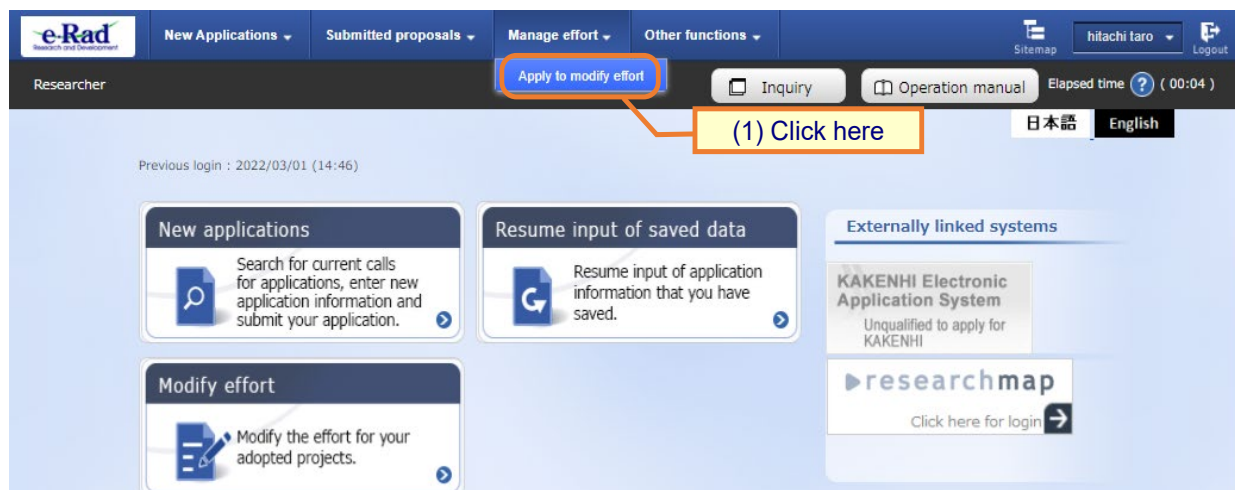 e-Rad
Research and Development
New Applications
Submitted proposals
Manage effort
Other functions
Sitemap
hitachi taro
Logout
Researcher
Apply to modify effort
Inquiry
Operation manual
Elapsed time ? ( 00:04 )
(1) Click here
日本語
English
Previous login : 2022/03/01 (14:46)
New applications
Search for current calls
for applications, enter new
application information and
submit your application.
Resume input of saved data
Resume input of application
information that you have
saved.
Externally linked systems
KAKENHI Electronic
Application System
Unqualified to apply for
KAKENHI
researchmap
Click here for login
Modify effort
Modify the effort for your
adopted projects.